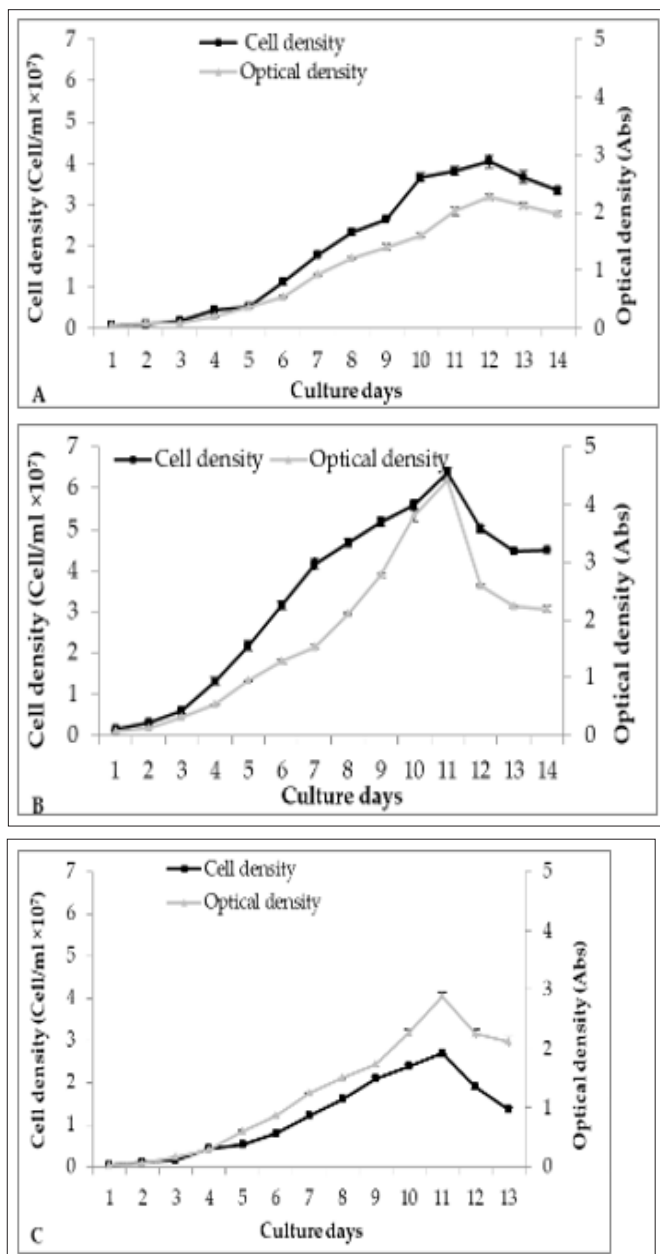 Cell density
Optical density
Cell density (Cell/ml ×10⁷)
7
6
5
4
3
2
1
0
Optical density (Abs)
5
4
3
2
1
0
1 2 3 4 5 6 7 8 9 10 11 12 13 14
Culture days
A
Cell density Optical density
Cell density (Cell/ml ×10⁷)
7
6
5
4
3
2
1
0
Optical density (Abs)
5
4
3
2
1
0
1 2 3 4 5 6 7 8 9 10 11 12 13 14
Culture days
B
Cell density
Optical density
Cell density (Cell/ml ×10⁷)
7
6
5
4
3
2
1
0
Optical density (Abs)
5
4
3
2
1
0
1 2 3 4 5 6 7 8 9 10 11 12 13
Culture days
C